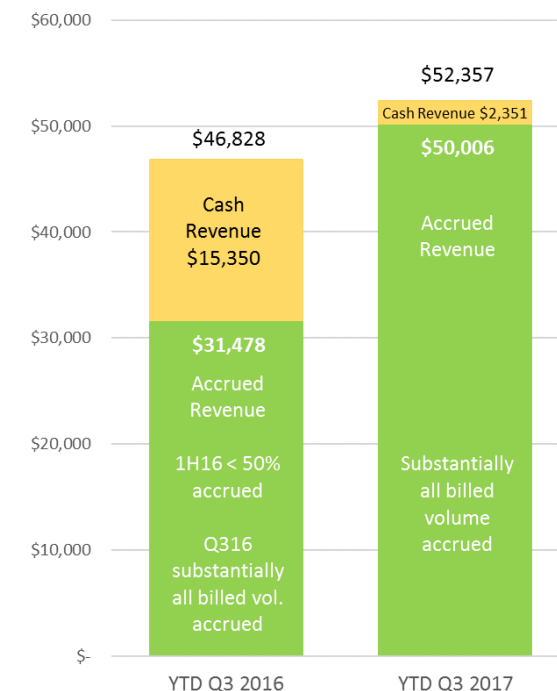 $60,000
$50,000
$40,000
$30,000
$20,000
$10,000
$-
$46,828
Cash
Revenue
$15,350
$31,478
Accrued
Revenue
1H16 < 50%
accrued
Q316
substantially
all billed vol.
accrued
YTD Q3 2016
$52,357
Cash Revenue $2,351
$50,006
Accrued
Revenue
Substantially
all billed
volume
accrued
YTD Q3 2017